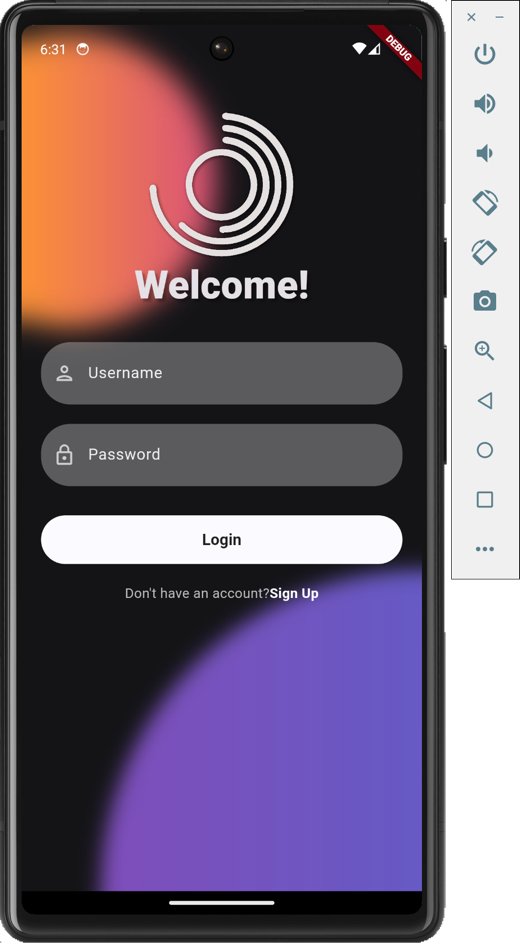 6:31
DEBUG
Welcome!
Username
Password
Login
Don't have an account?Sign Up